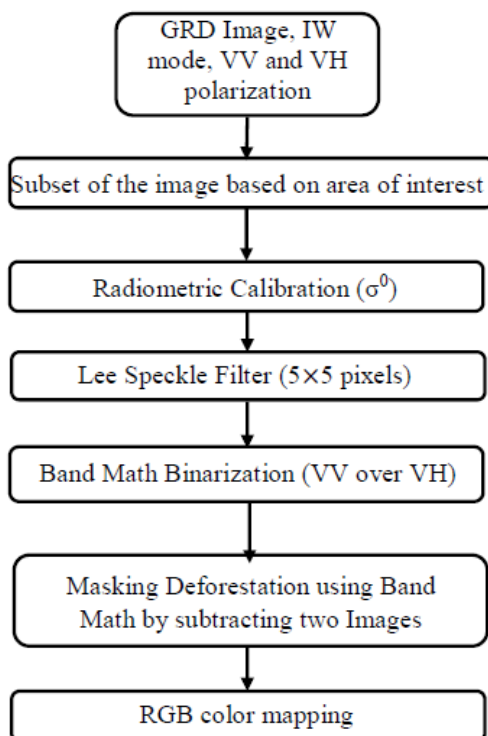 GRD Image, IW
mode, VV and VH
polarization
Subset of the image based on area of interest
Radiometric Calibration (σ⁰)
Lee Speckle Filter (5×5 pixels)
Band Math Binarization (VV over VH)
Masking Deforestation using Band
Math by subtracting two Images
RGB color mapping